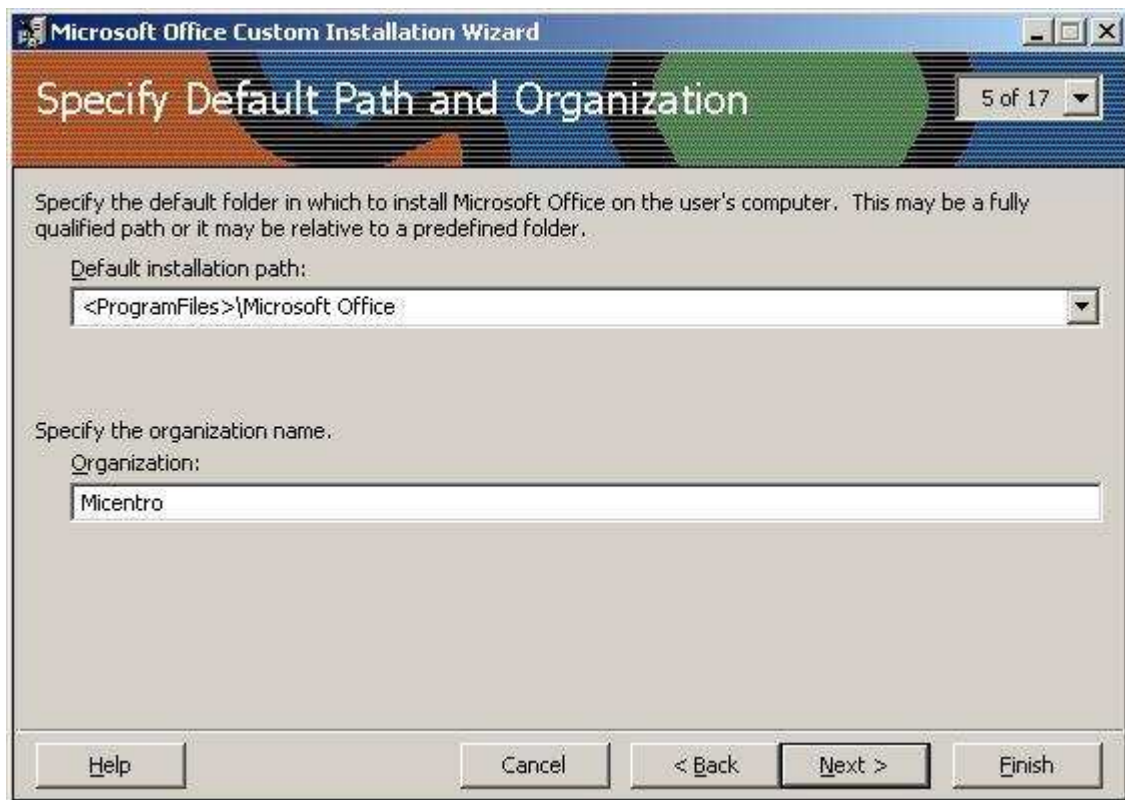 Microsoft Office Custom Installation Wizard
Specify Default Path and Organization
5 of 17
Specify the default folder in which to install Microsoft Office on the user's computer.  This may be a fully
qualified path or it may be relative to a predefined folder.
Default installation path:
<ProgramFiles>\Microsoft Office
Specify the organization name.
Organization:
Micentro
Help
Cancel
< Back
Next >
Finish